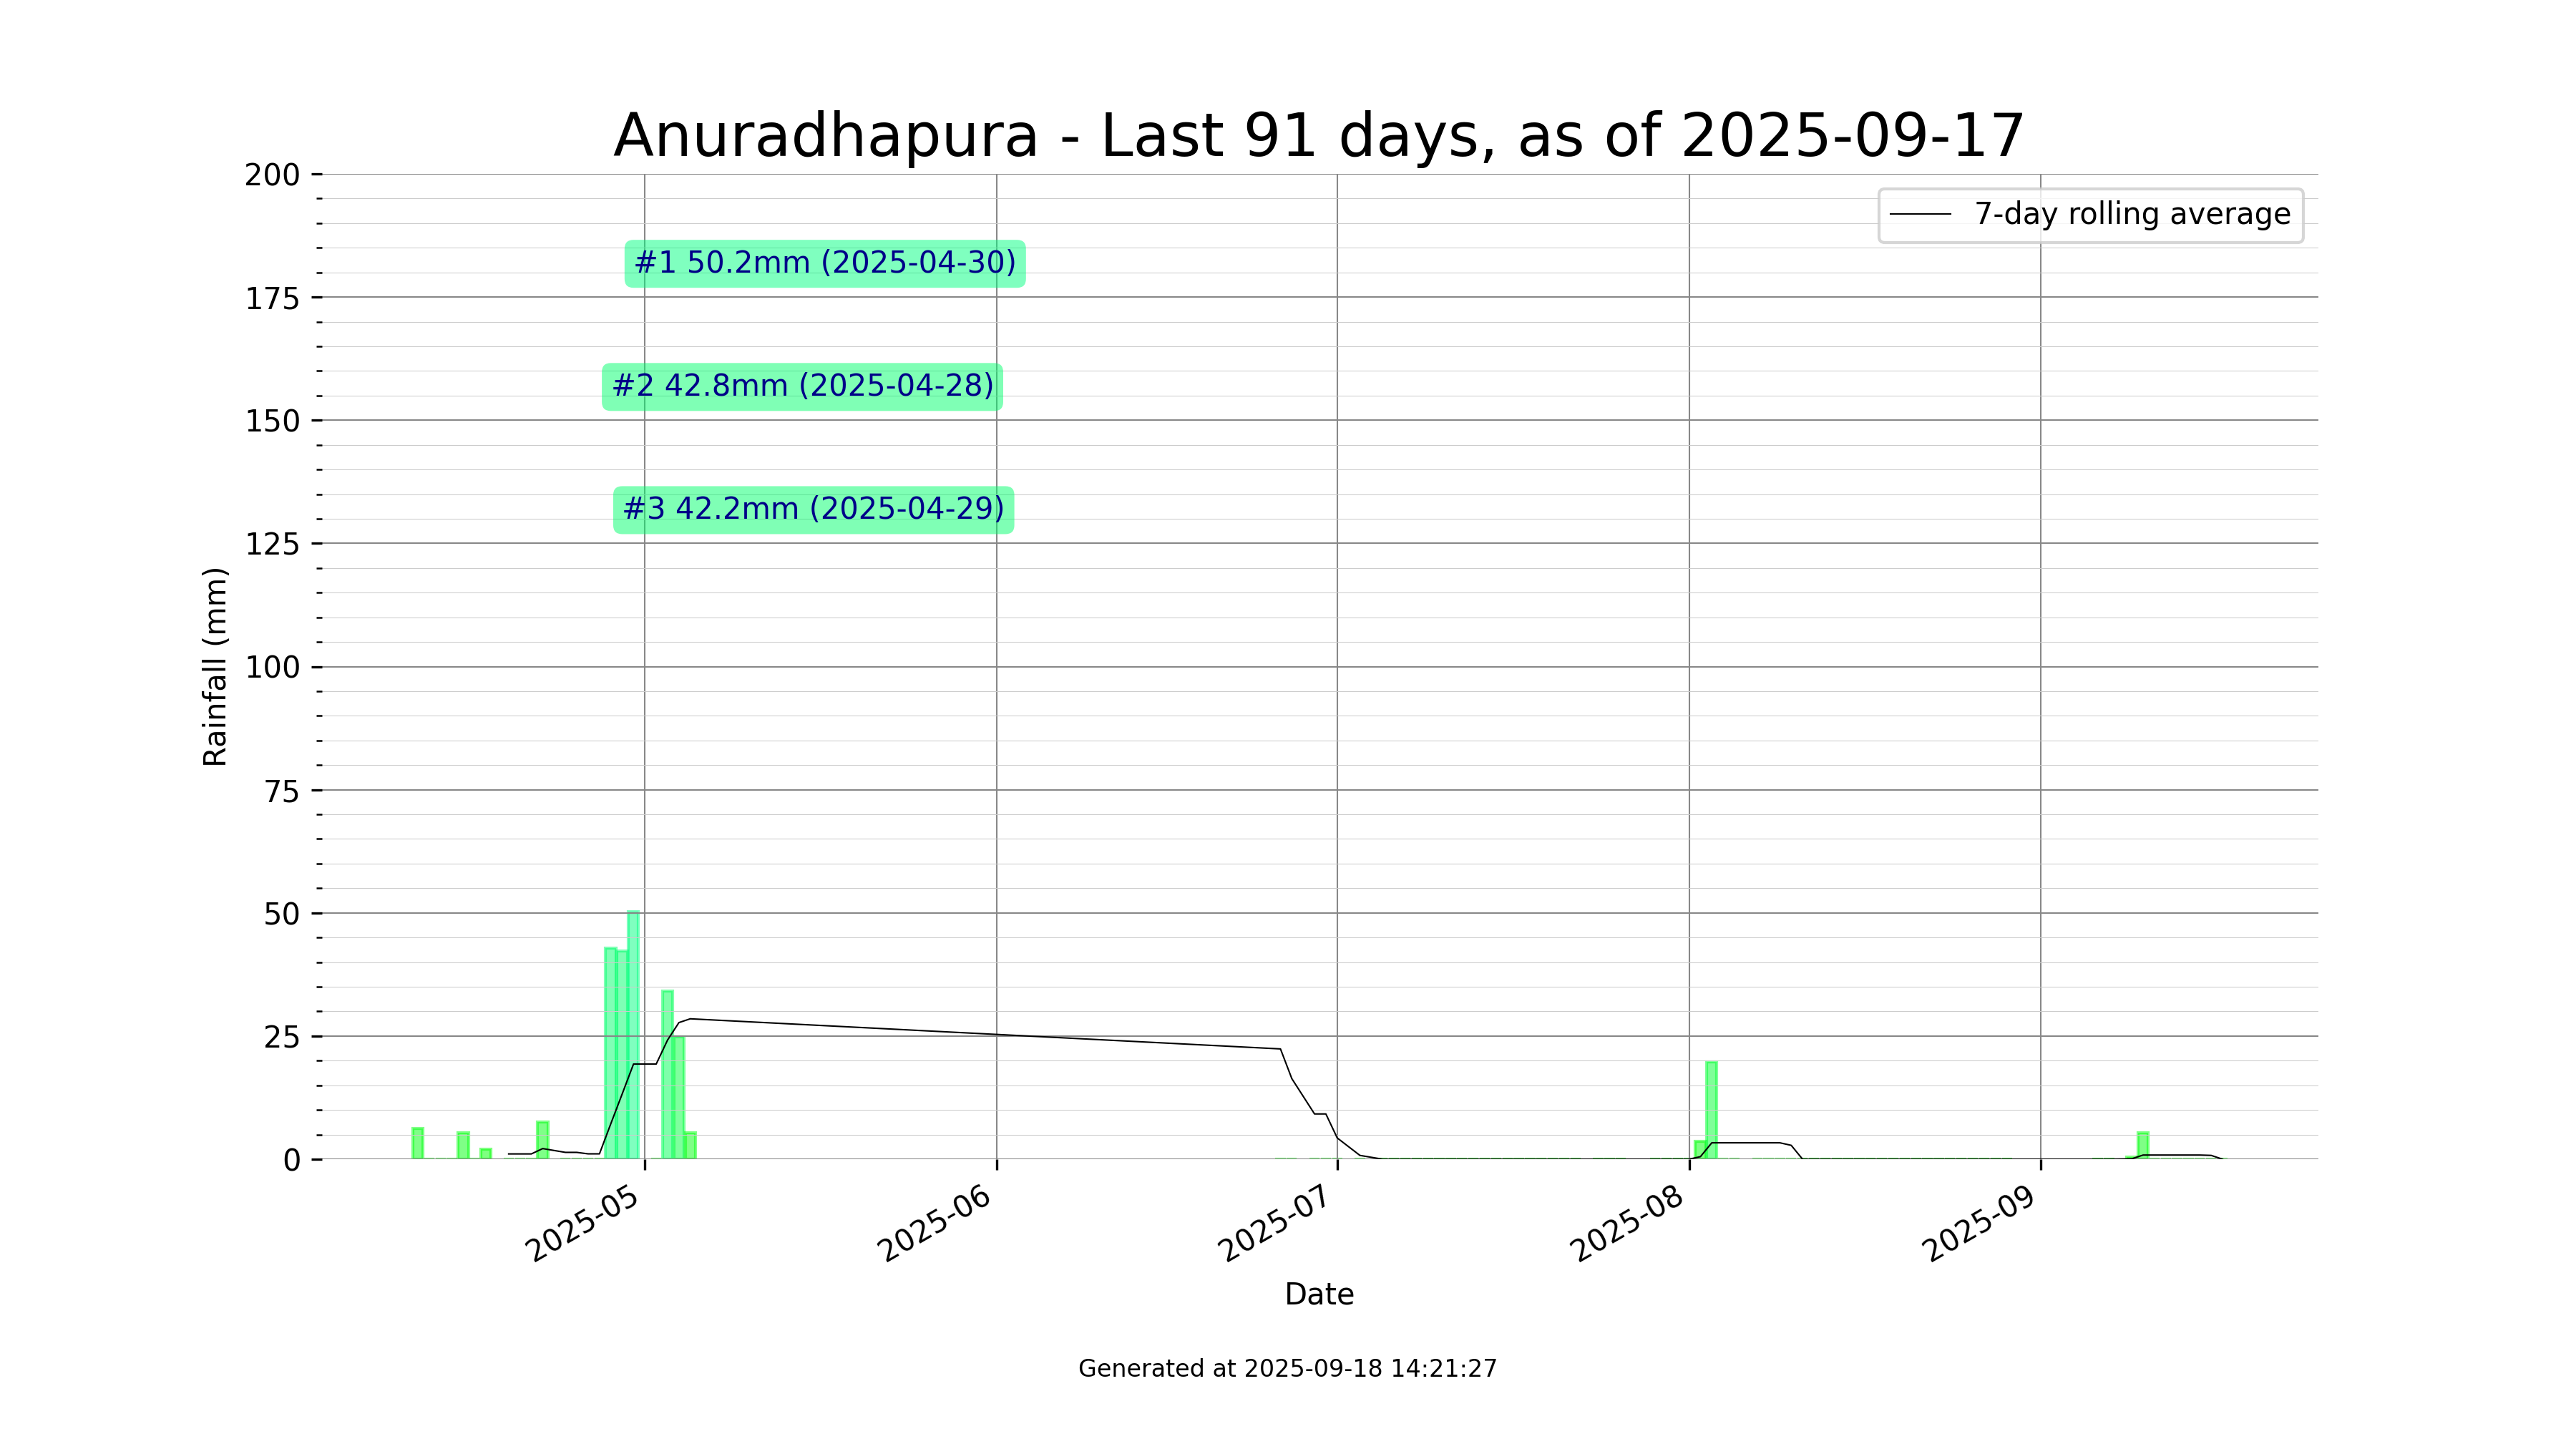 Anuradhapura - Last 91 days, as of 2025-09-17
200
175
150
125
100
75
50
25
0
Rainfall (mm)
7-day rolling average
#1 50.2mm (2025-04-30)
#2 42.8mm (2025-04-28)
#3 42.2mm (2025-04-29)
2025-05
2025-06
2025-07
2025-08
2025-09
Date
Generated at 2025-09-18 14:21:27